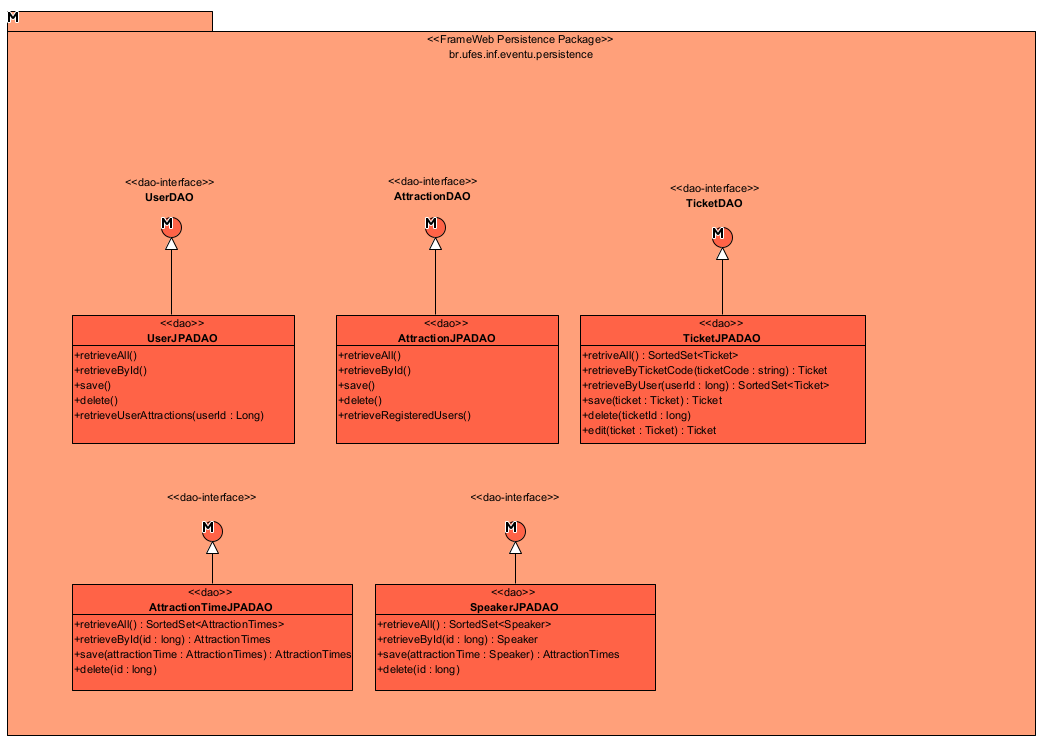 M
<<FrameWeb Persistence Package>>
br.ufes.inf.eventu.persistence
<<dao-interface>>
UserDAO
M
<<dao>>
UserJPADAO
+retrieveAll()
+retrieveById()
+save()
+delete()
+retrieveUserAttractions(userId : Long)
<<dao-interface>>
AttractionDAO
M
<<dao>>
AttractionJPADAO
+retrieveAll()
+retrieveById()
+save()
+delete()
+retrieveRegisteredUsers()
<<dao-interface>>
TicketDAO
M
<<dao>>
TicketJPADAO
+retriveAll() : SortedSet<Ticket>
+retrieveByTicketCode(ticketCode : string) : Ticket
+retrieveByUser(userId : long) : SortedSet<Ticket>
+save(ticket : Ticket) : Ticket
+delete(ticketId : long)
+edit(ticket : Ticket) : Ticket
<<dao-interface>>
M
<<dao>>
AttractionTimeJPADAO
+retrieveAll() : SortedSet<AttractionTimes>
+retrieveById(id : long) : AttractionTimes
+save(attractionTime : AttractionTimes) : AttractionTimes
+delete(id : long)
<<dao-interface>>
M
<<dao>>
SpeakerJPADAO
+retrieveAll() : SortedSet<Speaker>
+retrieveById(id : long) : Speaker
+save(attractionTime : Speaker) : AttractionTimes
+delete(id : long)